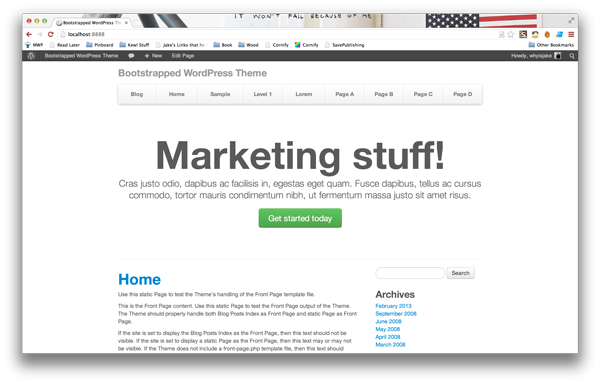 IT WON'T FAIL BECAUSE OF ME
Bootstrapped WordPress Theme
localhost:8888
MWF Read Later Pinboard Kewl Stuff Jake's Links that Book Wood Cornify Cornify SavePublishing Other Bookmarks
Bootstrapped WordPress Theme + New Edit Page Howdy, whyisjake
Bootstrapped WordPress Theme
Blog Home Sample Level 1 Lorem Page A Page B Page C Page D
Marketing stuff!
Cras justo odio, dapibus ac facilisis in, egestas eget quam. Fusce dapibus, tellus ac cursus
commodo, tortor mauris condimentum nibh, ut fermentum massa justo sit amet risus.
Get started today
Home
Use this static Page to test the Theme's handling of the Front Page template file.
This is the Front Page content. Use this static Page to test the Front Page output of the Theme.
The Theme should properly handle both Blog Posts Index as Front Page and static Page as Front
Page.
If the site is set to display the Blog Posts Index as the Front Page, then this text should not be
visible. If the site is set to display a static Page as the Front Page, then this text may or may not
be visible. If the Theme does not include a front-page.php template file, then this text should
Search
Archives
February 2013
September 2008
June 2008
May 2008
April 2008
March 2008